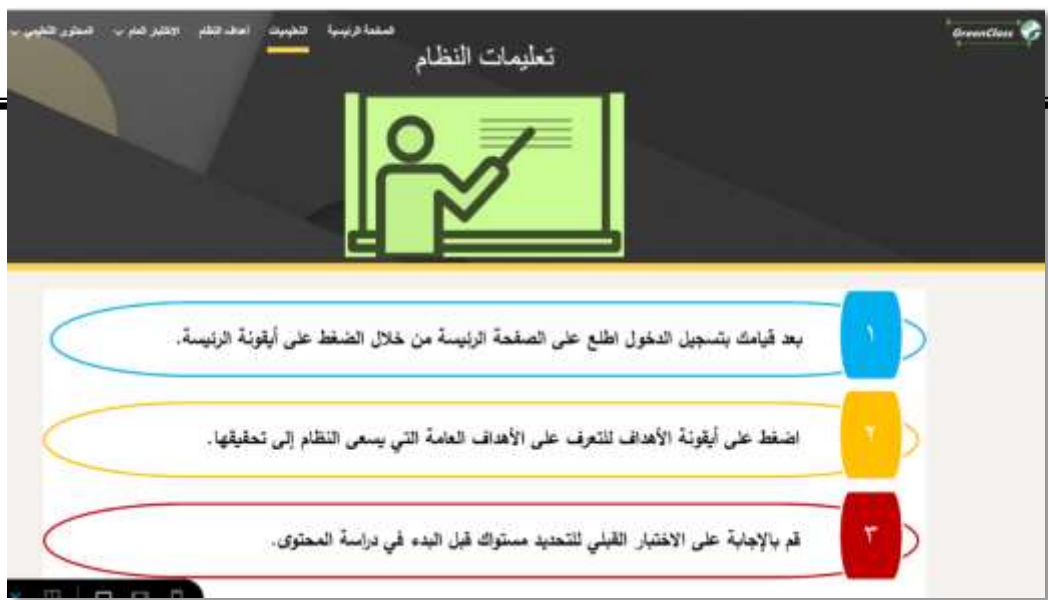 GreenClass
الصفحة الرئيسية التعليمات أهداف النظام الاختبار العام المحتوى التعليمي
تعليمات النظام
١
بعد قيامك بتسجيل الدخول اطلع على الصفحة الرئيسة من خلال الضغط على أيقونة الرئيسة.
٢
اضغط على أيقونة الأهداف للتعرف على الأهداف العامة التي يسعى النظام إلى تحقيقها.
٣
قم بالإجابة على الاختبار القبلي للتحديد مستواك قبل البدء في دراسة المحتوى.